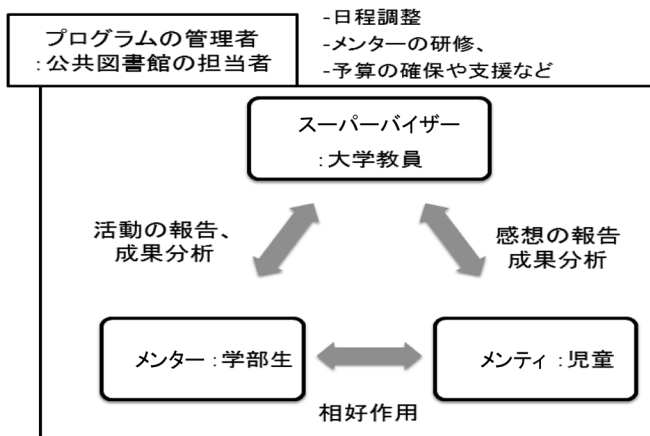 プログラムの管理者
:公共図書館の担当者
-日程調整
-メンターの研修、
-予算の確保や支援など
スーパーバイザー
:大学教員
活動の報告、
成果分析
感想の報告
成果分析
メンター:学部生
メンティ:児童
相好作用